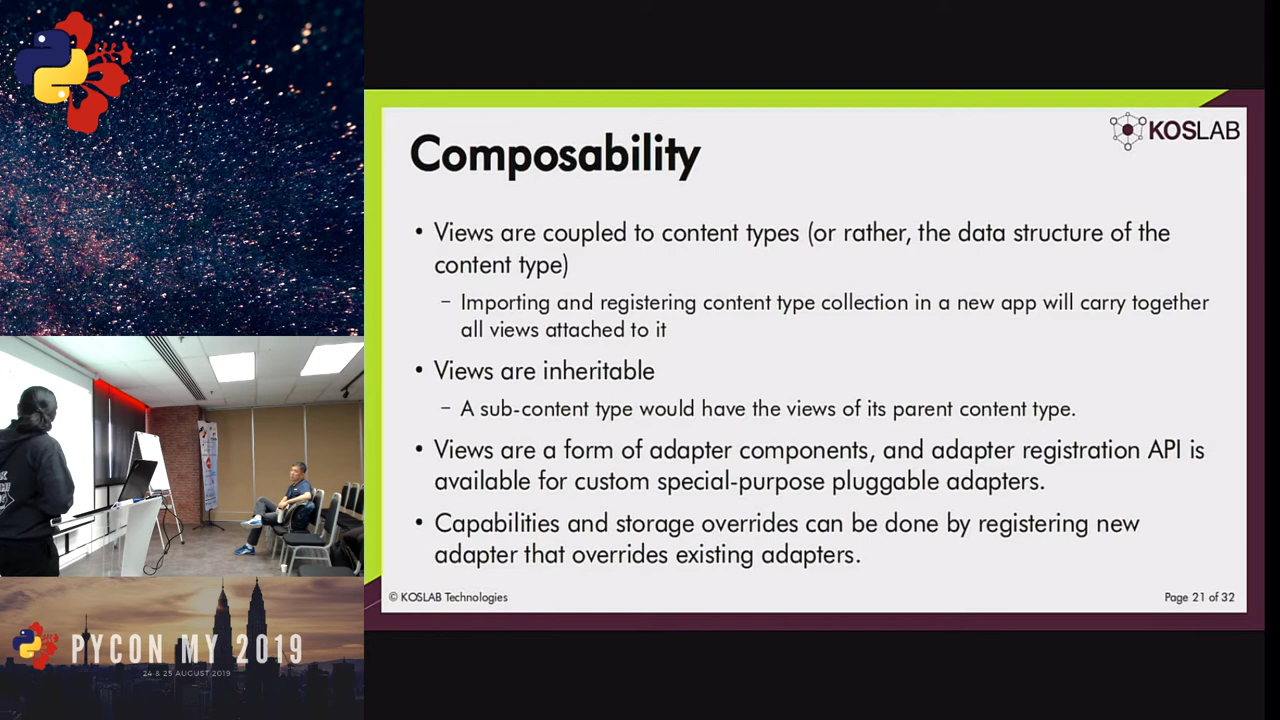 KOSLAB
Composability
• Views are coupled to content types (or rather, the data structure of the
content type)
– Importing and registering content type collection in a new app will carry together
all views attached to it
• Views are inheritable
– A sub-content type would have the views of its parent content type.
• Views are a form of adapter components, and adapter registration API is
available for custom special-purpose pluggable adapters.
• Capabilities and storage overrides can be done by registering new
adapter that overrides existing adapters.
© KOSLAB Technologies
Page 21 of 32
PYCON MY 2019
24 & 25 AUGUST 2019